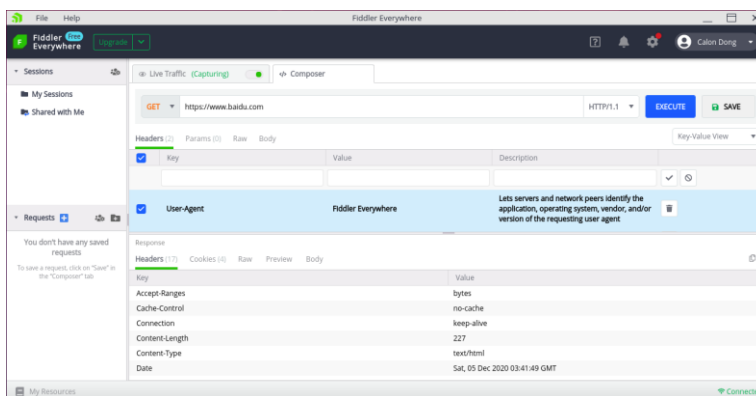 File Help Fiddler Everywhere
Fiddler Free
Everywhere
Upgrade
Calon Dong
Sessions
Live Traffic (Capturing)
Composer
My Sessions
Shared with Me
GET https://www.baidu.com HTTP/1.1 EXECUTE SAVE
Headers (2) Params (0) Raw Body Key-Value View
Key Value Description
User-Agent Fiddler Everywhere
Lets servers and network peers identify the
application, operating system, vendor, and/or
version of the requesting user agent
Requests
You don't have any saved
requests
To save a request, click on "Save" in
the "Composer" tab
Response
Headers (17) Cookies (4) Raw Preview Body
Key Value
Accept-Ranges bytes
Cache-Control no-cache
Connection keep-alive
Content-Length 227
Content-Type text/html
Date Sat, 05 Dec 2020 03:41:49 GMT
My Resources
Connecte